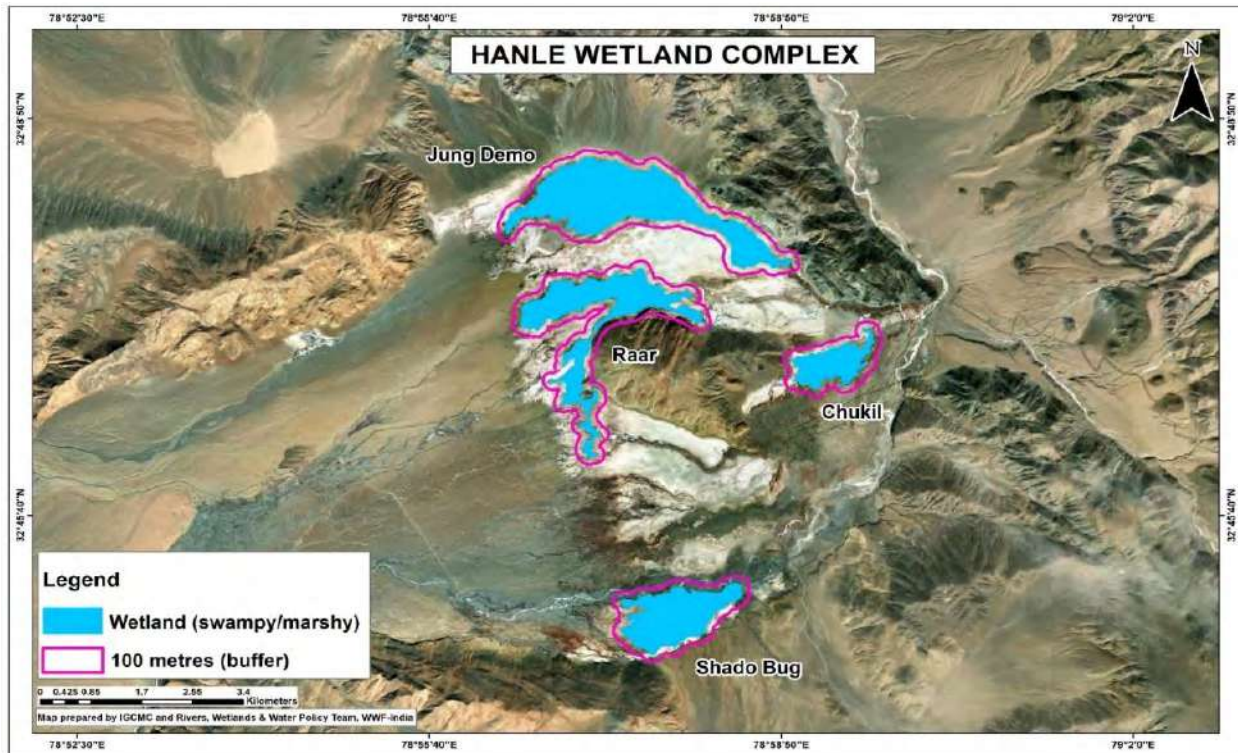 78°52'30"E 78°55'40"E 78°58'50"E 79°2'0"E
HANLE WETLAND COMPLEX
N
32°48'50"N 32°48'50"N
Jung Demo
Raar
Chukil
32°45'40"N 32°45'40"N
Shado Bug
Legend
Wetland (swampy/marshy)
100 metres (buffer)
0 0.425 0.85 1.7 2.55 3.4
Kilometers
Map prepared by IGCMC and Rivers, Wetlands & Water Policy Team, WWF-India
78°52'30"E 78°55'40"E 78°58'50"E 79°2'0"E